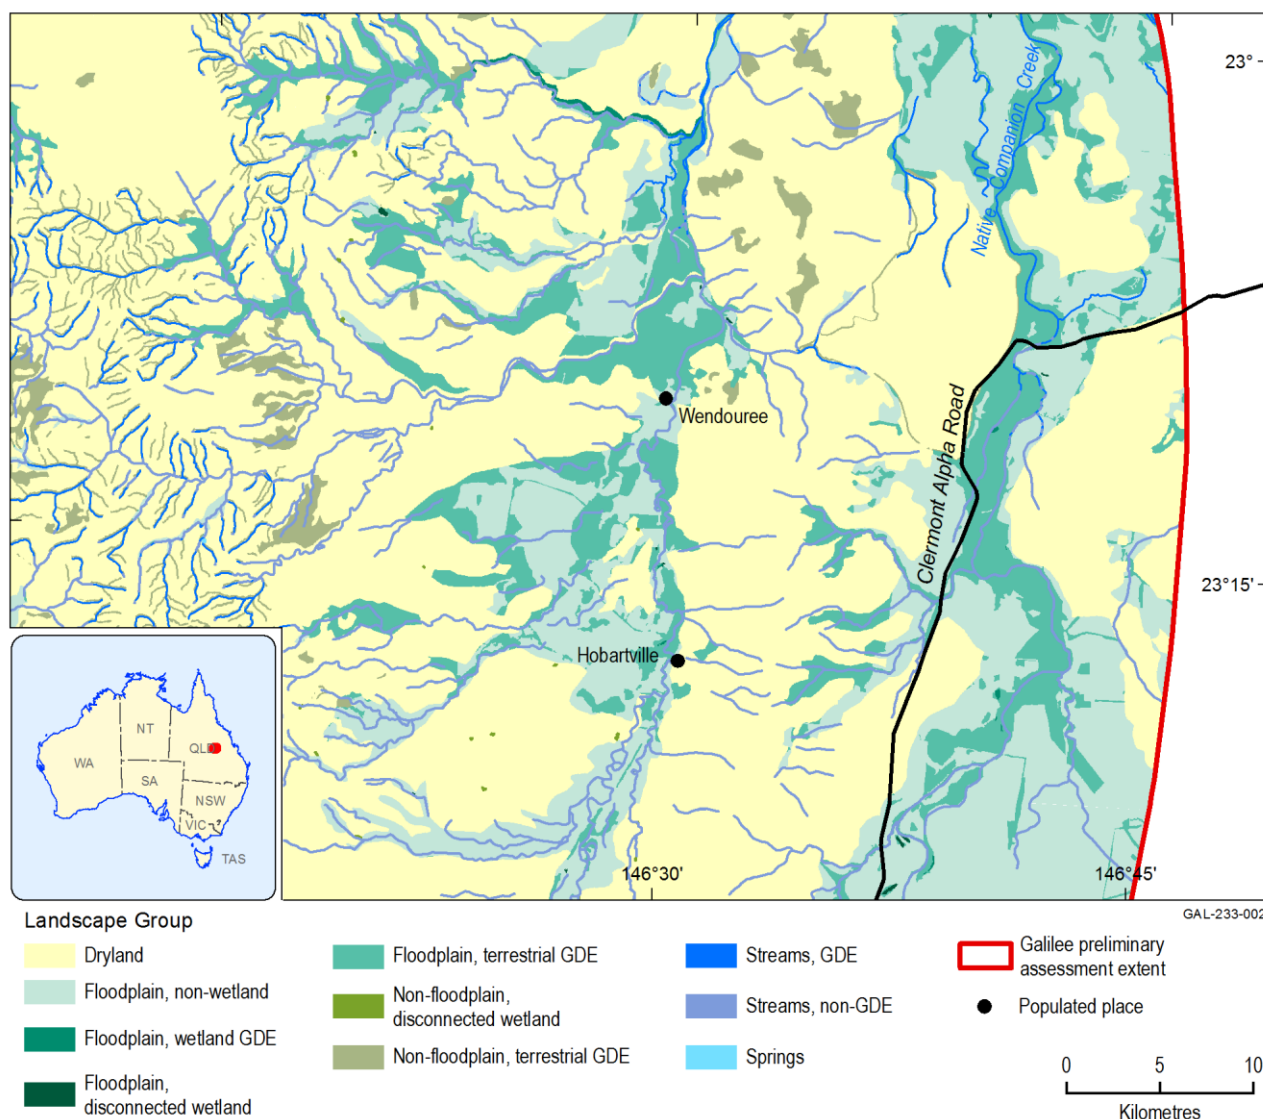 23°
Native Companion Creek
Wendouree
Clermont Alpha Road
23°15'
Hobartville
NT
QLD
WA
SA
NSW
VIC
TAS
146°30'
146°45'
GAL-233-002
Landscape Group
Dryland
Floodplain, non-wetland
Floodplain, wetland GDE
Floodplain,
disconnected wetland
Floodplain, terrestrial GDE
Non-floodplain,
disconnected wetland
Non-floodplain, terrestrial GDE
Streams, GDE
Streams, non-GDE
Springs
Galilee preliminary
assessment extent
Populated place
0 5 10
Kilometres